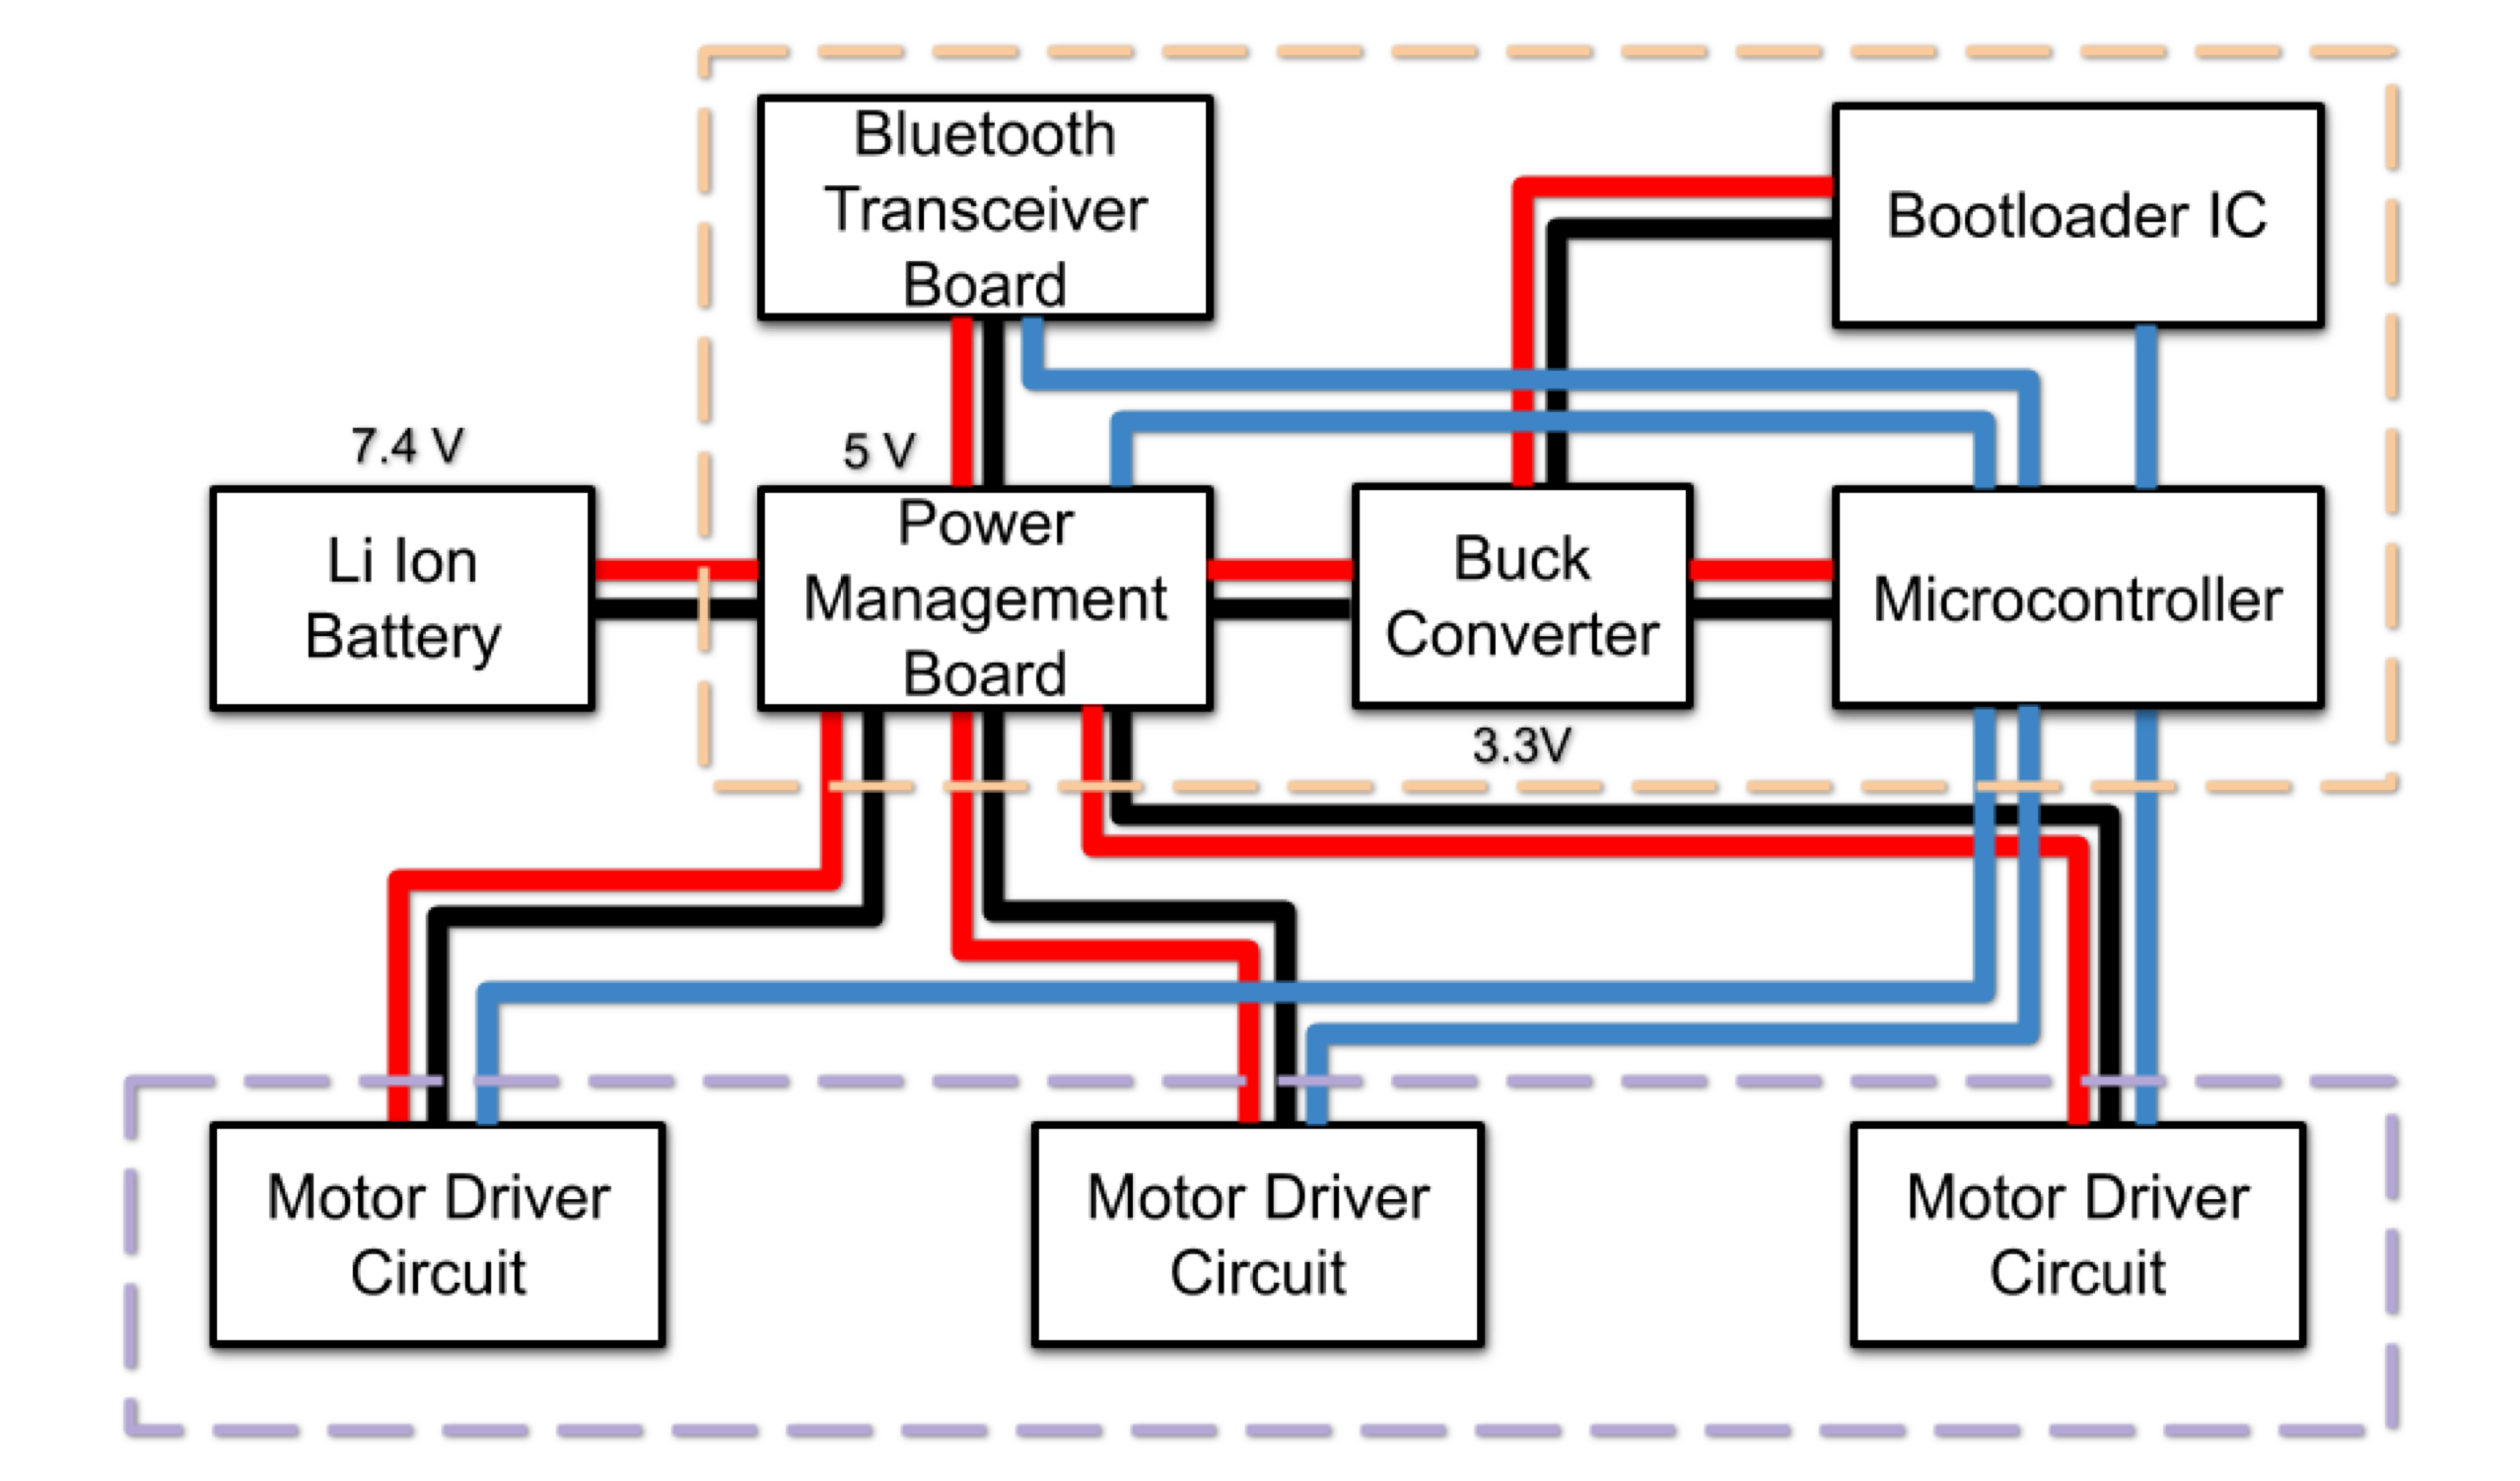 Bluetooth
Transceiver
Board
Bootloader IC
7.4 V
5 V
Li Ion
Battery
Power
Management
Board
Buck
Converter
Microcontroller
3.3V
Motor Driver
Circuit
Motor Driver
Circuit
Motor Driver
Circuit